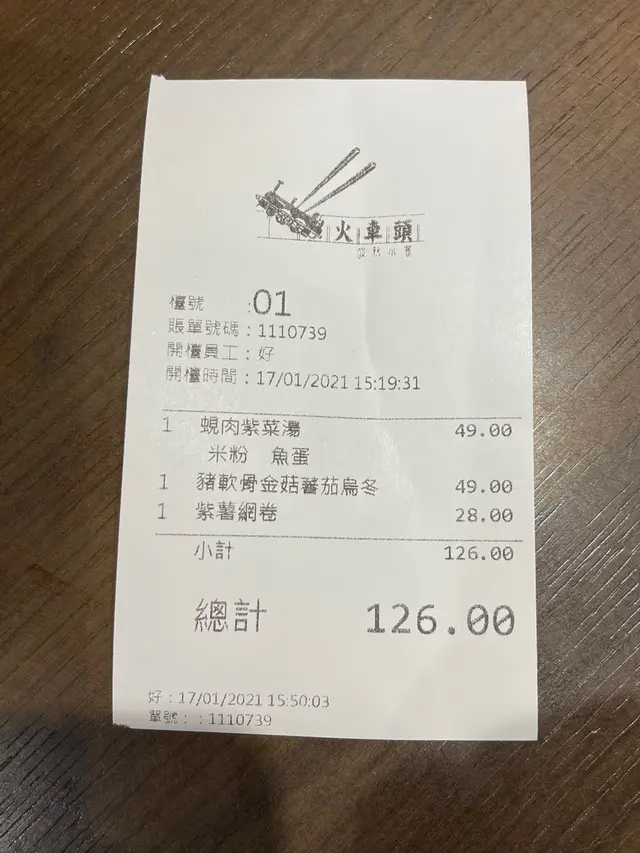 火車頭
檯號 :01
賬單號碼：1110739
開檯員工：好
開檯時間：17/01/2021 15:19:31
1 蜆肉紫菜湯 49.00
米粉 魚蛋
1 豬軟骨金菇蕃茄烏冬 49.00
1 紫薯網卷 28.00
小計 126.00
總計 126.00
好：17/01/2021 15:50:03
單號：：1110739